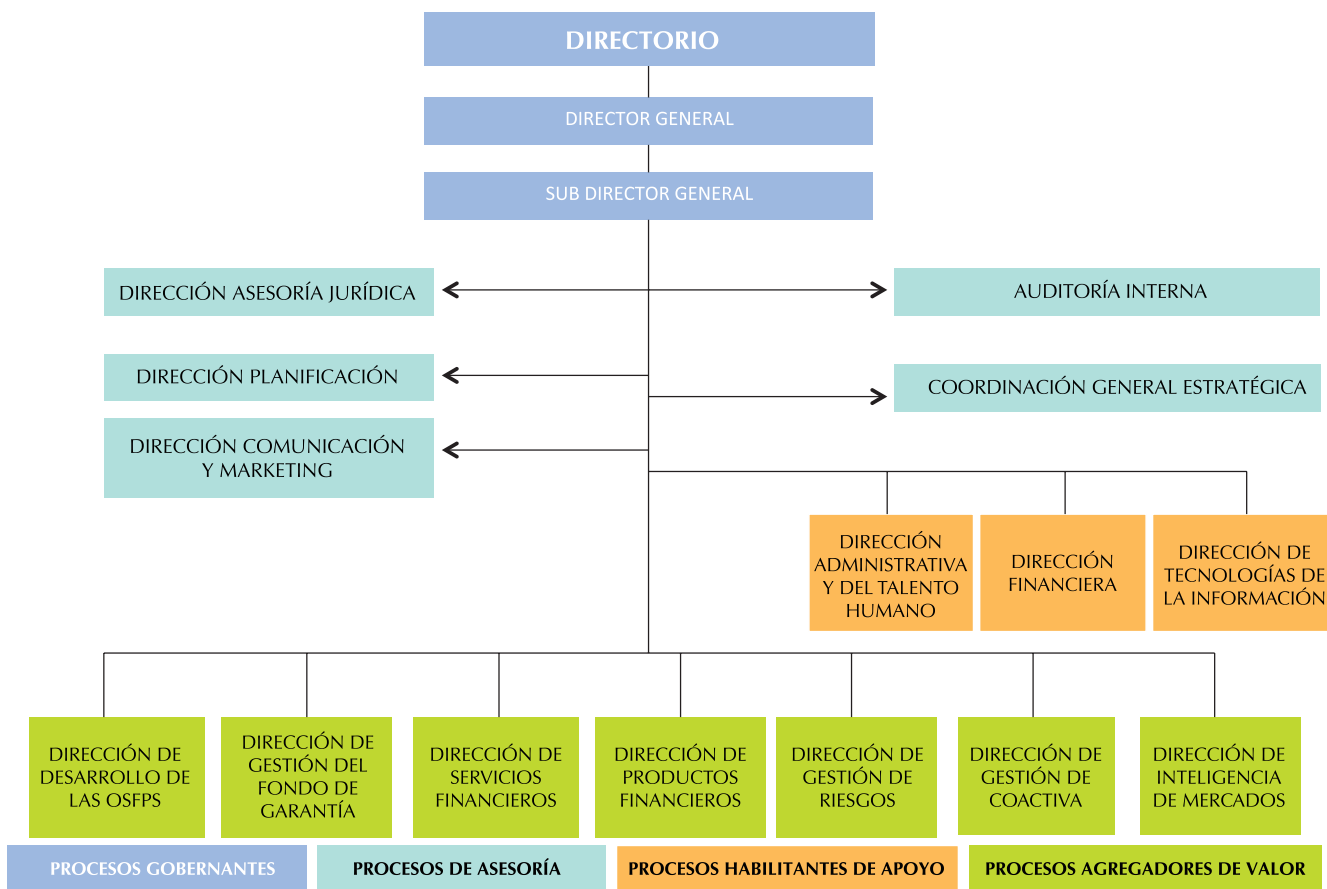 DIRECTORIO
DIRECTOR GENERAL
SUB DIRECTOR GENERAL
DIRECCIÓN ASESORÍA JURÍDICA
AUDITORÍA INTERNA
DIRECCIÓN PLANIFICACIÓN
COORDINACIÓN GENERAL ESTRATÉGICA
DIRECCIÓN COMUNICACIÓN
Y MARKETING
DIRECCIÓN
ADMINISTRATIVA
Y DEL TALENTO
HUMANO
DIRECCIÓN
FINANCIERA
DIRECCIÓN DE
TECNOLOGÍAS DE
LA INFORMACIÓN
DIRECCIÓN DE
DESARROLLO DE
LAS OSFPS
DIRECCIÓN DE
GESTIÓN DEL
FONDO DE
GARANTÍA
DIRECCIÓN DE
SERVICIOS
FINANCIEROS
DIRECCIÓN DE
PRODUCTOS
FINANCIEROS
DIRECCIÓN DE
GESTIÓN DE
RIESGOS
DIRECCIÓN DE
GESTIÓN DE
COACTIVA
DIRECCIÓN DE
INTELIGENCIA
DE MERCADOS
PROCESOS GOBERNANTES
PROCESOS DE ASESORÍA
PROCESOS HABILITANTES DE APOYO
PROCESOS AGREGADORES DE VALOR